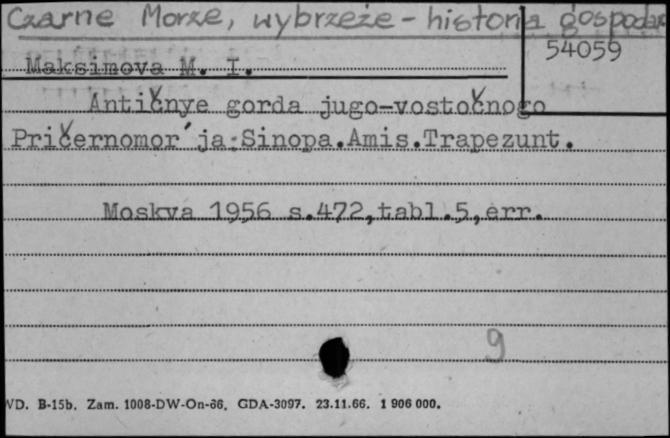 Czarne Morze, wybrzeże - historia gospodar
54059
Maksimova M. I.
Antičnye gorda jugo-vostočnogo
Pričernomor´ja:Sinopa.Amis.Trapezunt.
Moskva 1956 s.472,tabl.5,err.
9
WD. B-15b. Zam. 1008-DW-On-66. GDA-3097. 23.11.66. 1 906 000.